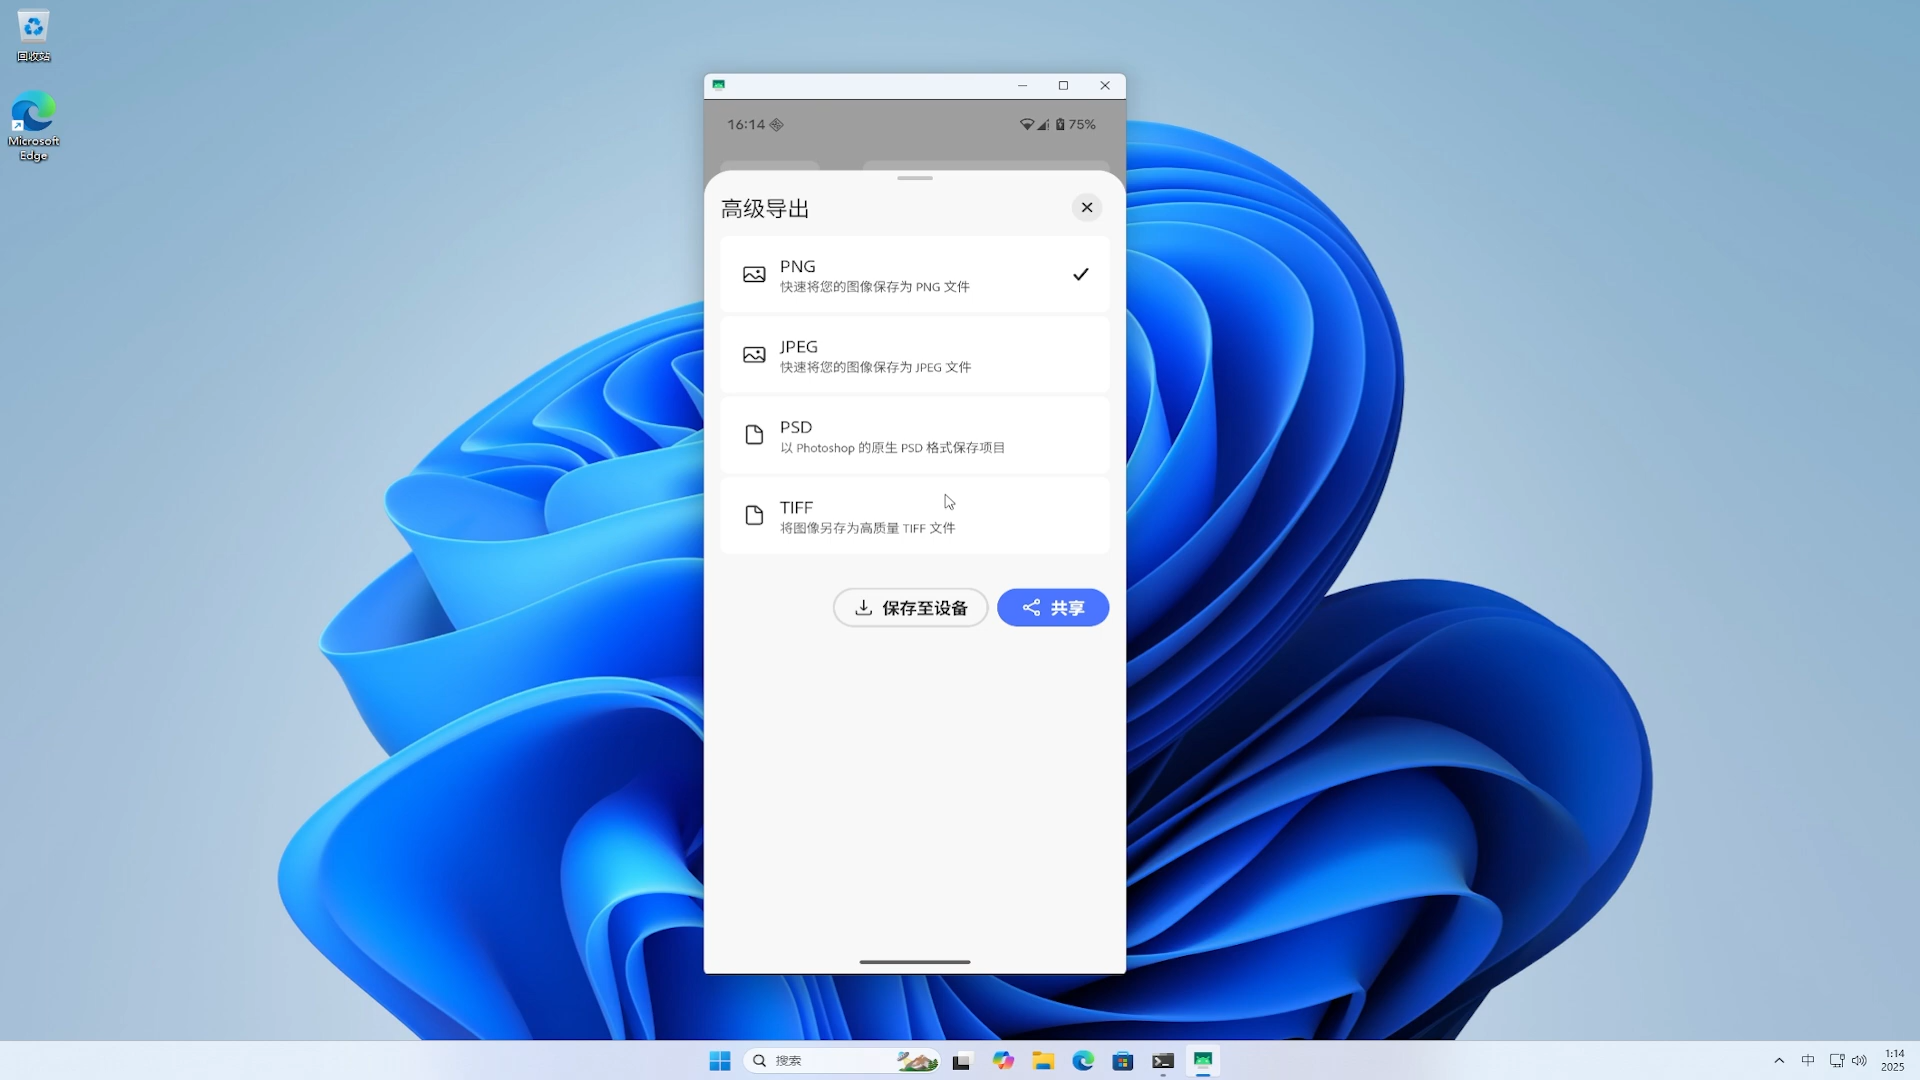 回收站
Microsoft
Edge
16:14
75%
高级导出
PNG
快速将您的图像保存为 PNG 文件
JPEG
快速将您的图像保存为 JPEG 文件
PSD
以 Photoshop 的原生 PSD 格式保存项目
TIFF
将图像另存为高质量 TIFF 文件
保存至设备
共享
搜索
中
1:14
2025